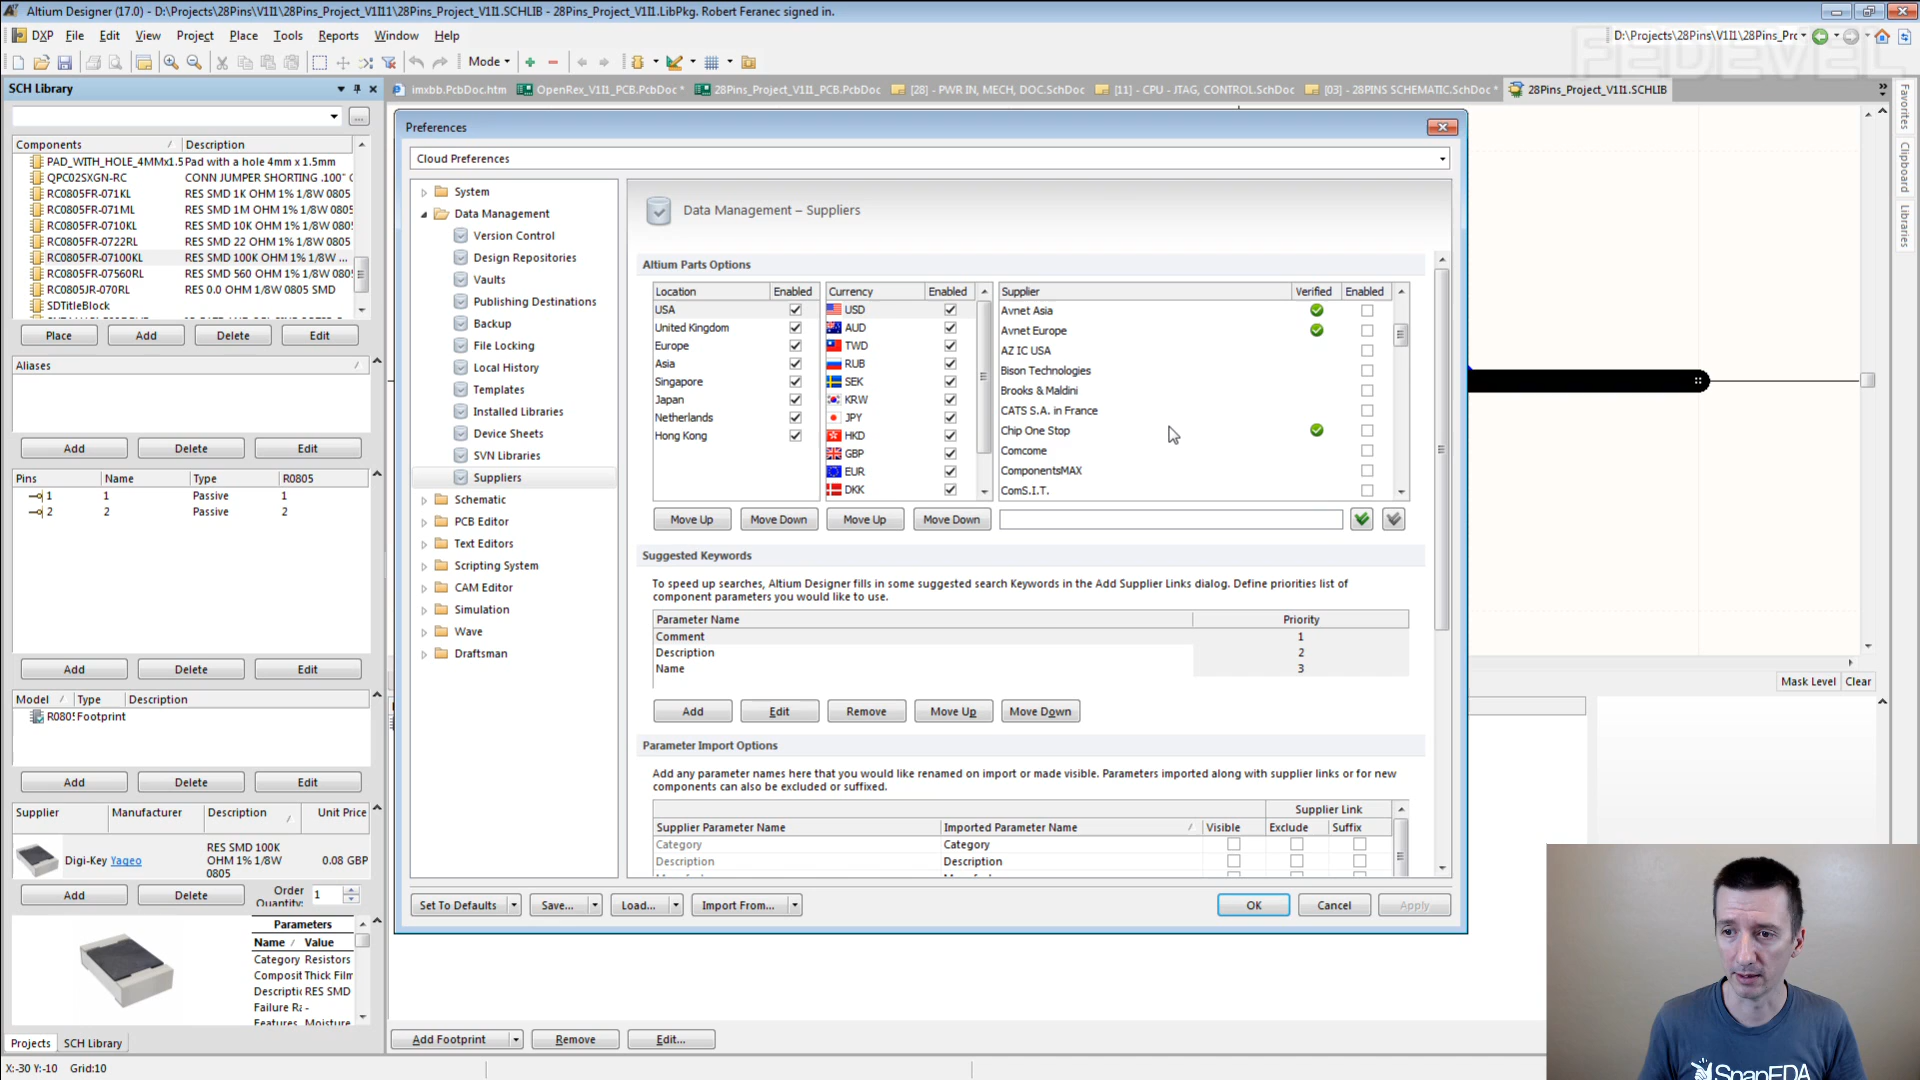 Altium Designer (17.0) - D:\Projects\28Pins\V1I1\28Pins_Project_V1I11\28Pins_Project_V1I1.SCHLIB - 28Pins_Project_V1I1.LibPkg. Robert Feranec signed in.
DXP File Edit View Project Place Tools Reports Window Help
D:\Projects\28Pins\V1I1\28Pins_Prc
FEDEVEL
Mode
SCH Library
imxbb.PcbDoc.htm OpenRex_V1I1_PCB.PcbDoc * 28Pins_Project_V1I1_PCB.PcbDoc [28] - PWR IN, MECH, DOC.SchDoc [11] - CPU - JTAG, CONTROL.SchDoc [03] - 28PINS SCHEMATIC.SchDoc * 28Pins_Project_V1I1.SCHLIB
Favorites
Clipboard
Libraries
...
Components Description
PAD_WITH_HOLE_4MMx1.5 Pad with a hole 4mm x 1.5mm
QPC02SXGN-RC CONN JUMPER SHORTING .100" C
RC0805FR-071KL RES SMD 1K OHM 1% 1/8W 0805
RC0805FR-071ML RES SMD 1M OHM 1% 1/8W 0805
RC0805FR-0710KL RES SMD 10K OHM 1% 1/8W 080
RC0805FR-0722RL RES SMD 22 OHM 1% 1/8W 0805
RC0805FR-07100KL RES SMD 100K OHM 1% 1/8W ...
RC0805FR-07560RL RES SMD 560 OHM 1% 1/8W 080
RC0805JR-070RL RES 0.0 OHM 1/8W 0805 SMD
SDTitleBlock
Place Add Delete Edit
Aliases
Add Delete Edit
Pins Name Type R0805
1 1 Passive 1
2 2 Passive 2
Add Delete Edit
Model Type Description
R080 Footprint
Add Delete Edit
Supplier Manufacturer Description Unit Price
Digi-Key Yageo RES SMD 100K OHM 1% 1/8W 0805 0.08 GBP
Add Delete Order Quantity: 1
Parameters
Name Value
Category Resistors
Composit Thick Film
Descriptic RES SMD
Failure Ra -
Features Moisture
Projects SCH Library
X:-30 Y:-10 Grid:10
Preferences
Cloud Preferences
System
Data Management
Version Control
Design Repositories
Vaults
Publishing Destinations
Backup
File Locking
Local History
Templates
Installed Libraries
Device Sheets
SVN Libraries
Suppliers
Schematic
PCB Editor
Text Editors
Scripting System
CAM Editor
Simulation
Wave
Draftsman
Data Management – Suppliers
Altium Parts Options
Location Enabled
USA
United Kingdom
Europe
Asia
Singapore
Japan
Netherlands
Hong Kong
Currency Enabled
USD
AUD
TWD
RUB
SEK
KRW
JPY
HKD
GBP
EUR
DKK
Supplier Verified Enabled
Avnet Asia
Avnet Europe
AZ IC USA
Bison Technologies
Brooks & Maldini
CATS S.A. in France
Chip One Stop
Comcome
ComponentsMAX
ComS.I.T.
Move Up Move Down Move Up Move Down
Suggested Keywords
To speed up searches, Altium Designer fills in some suggested search Keywords in the Add Supplier Links dialog. Define priorities list of
component parameters you would like to use.
Parameter Name Priority
Comment 1
Description 2
Name 3
Add Edit Remove Move Up Move Down
Parameter Import Options
Add any parameter names here that you would like renamed on import or made visible. Parameters imported along with supplier links or for new
components can also be excluded or suffixed.
Supplier Link
Supplier Parameter Name Imported Parameter Name Visible Exclude Suffix
Category Category
Description Description
Set To Defaults Save... Load... Import From... OK Cancel Apply
Mask Level Clear
Add Footprint Remove Edit...
SnapEDA